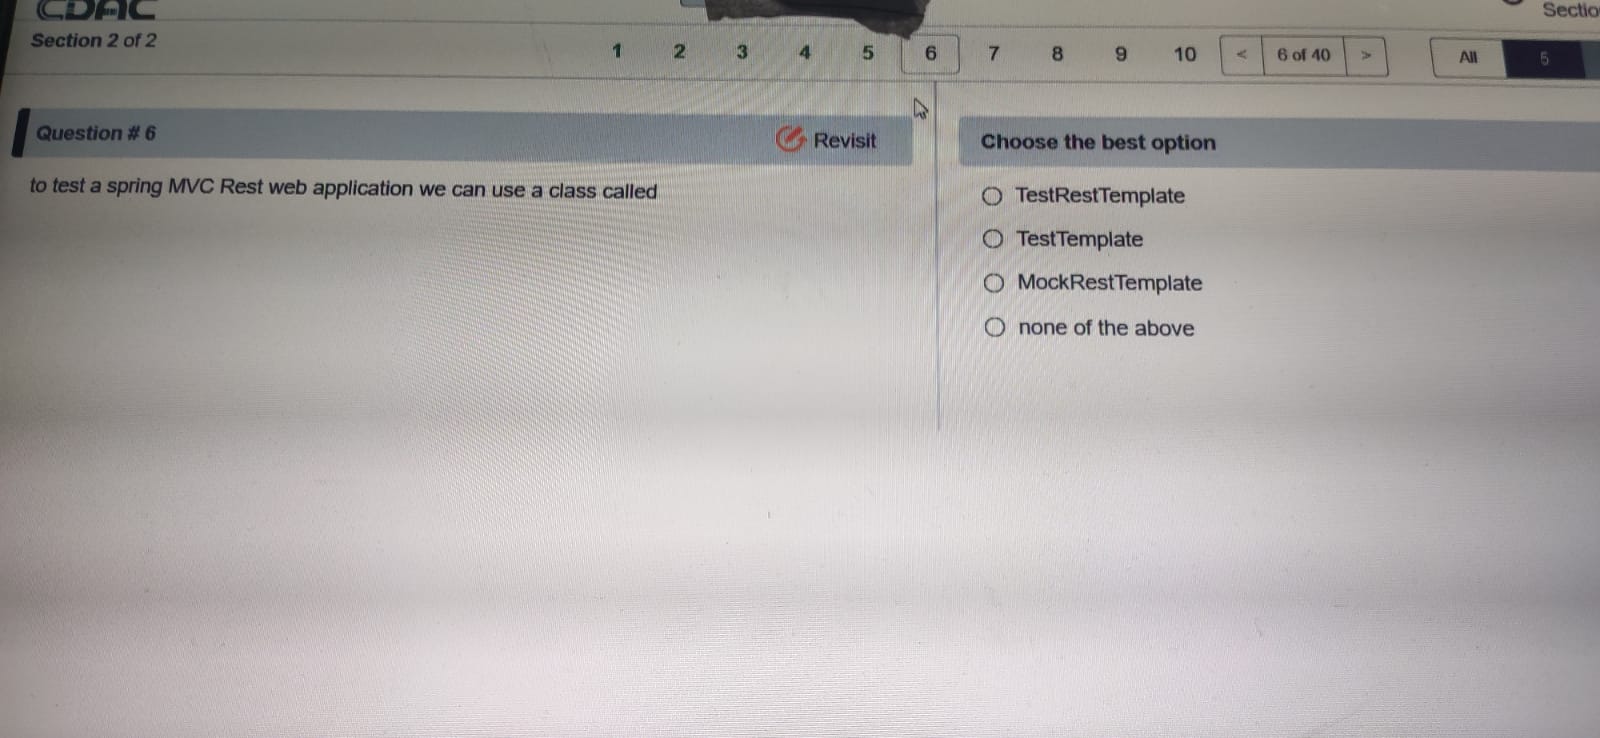 CDAC
Section 2 of 2
1 2 3 4 5 6 7 8 9 10 < 6 of 40 > All 5
Question # 6
Revisit
to test a spring MVC Rest web application we can use a class called
Choose the best option
TestRestTemplate
TestTemplate
MockRestTemplate
none of the above